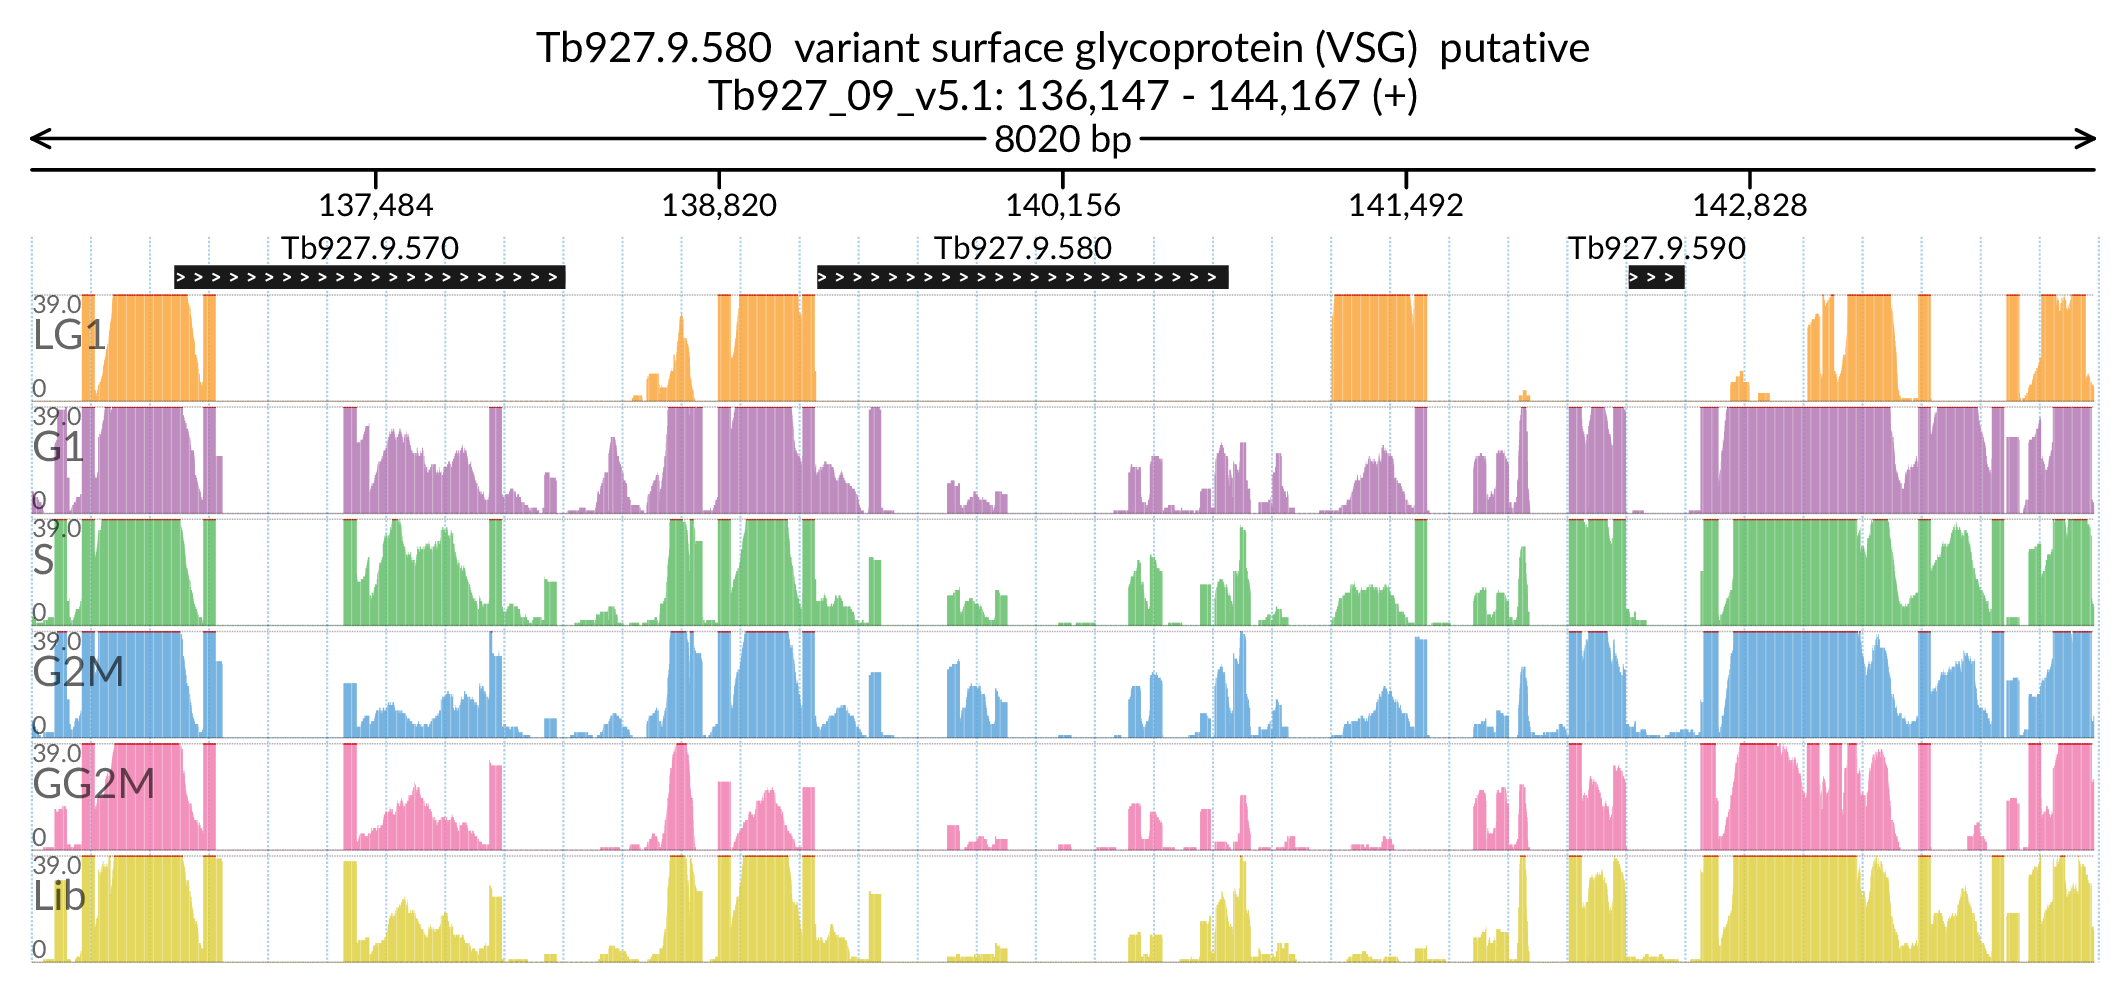 Tb927.9.580 variant surface glycoprotein (VSG) putative
Tb927_09_v5.1: 136,147 - 144,167 (+)
8020 bp
137,484 138,820 140,156 141,492 142,828
Tb927.9.570 Tb927.9.580 Tb927.9.590
39.0
LG1
0
39.0
G1
0
39.0
S
0
39.0
G2M
0
39.0
GG2M
0
39.0
Lib
0